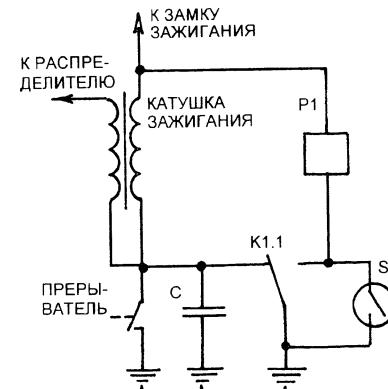 К ЗАМКУ
ЗАЖИГАНИЯ
К РАСПРЕ-
ДЕЛИТЕЛЮ
КАТУШКА
ЗАЖИГАНИЯ
P1
K1.1
S
ПРЕРЫ-
ВАТЕЛЬ
C